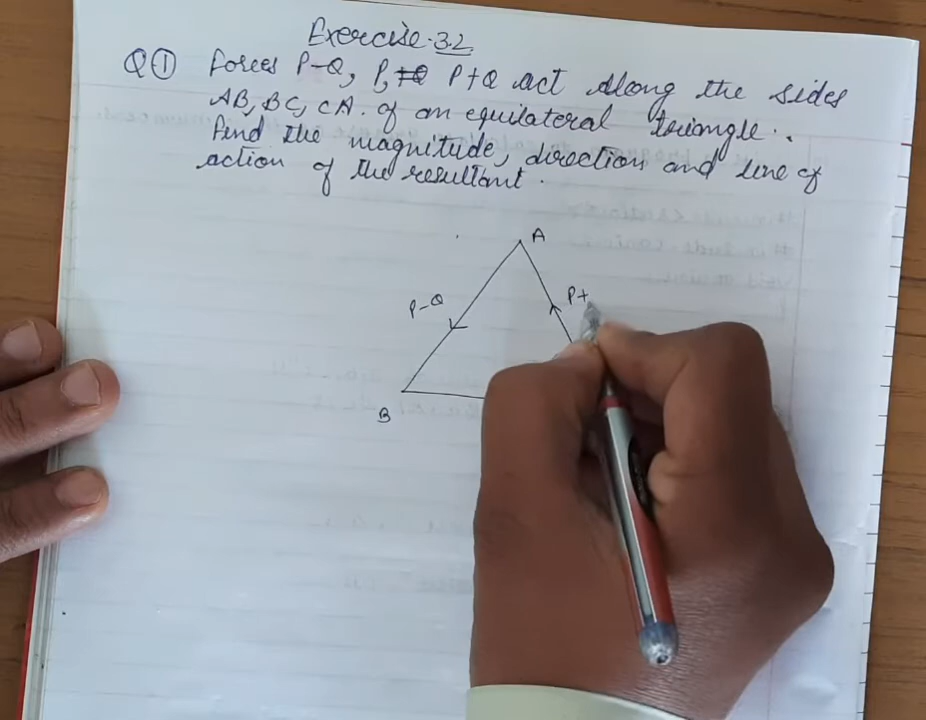 Exercise-3.2
Q① Forces P-Q, P, P+Q act along the sides
AB, BC, CA. of an equilateral triangle.
Find the magnitude, direction and line of
action of the resultant.
A
P-Q
P+
B